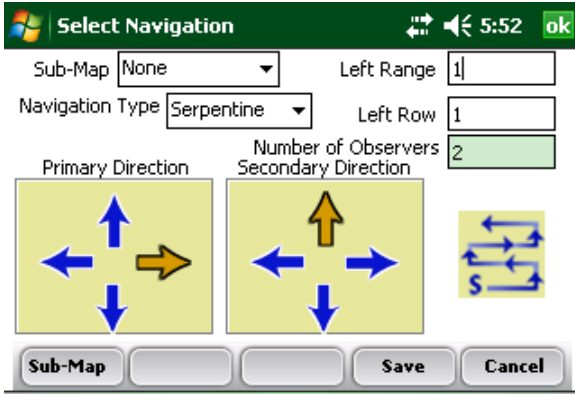 Select Navigation 5:52 ok
Sub-Map None Left Range 1
Navigation Type Serpentine Left Row 1
Number of Observers 2
Primary Direction Secondary Direction
S
Sub-Map Save Cancel